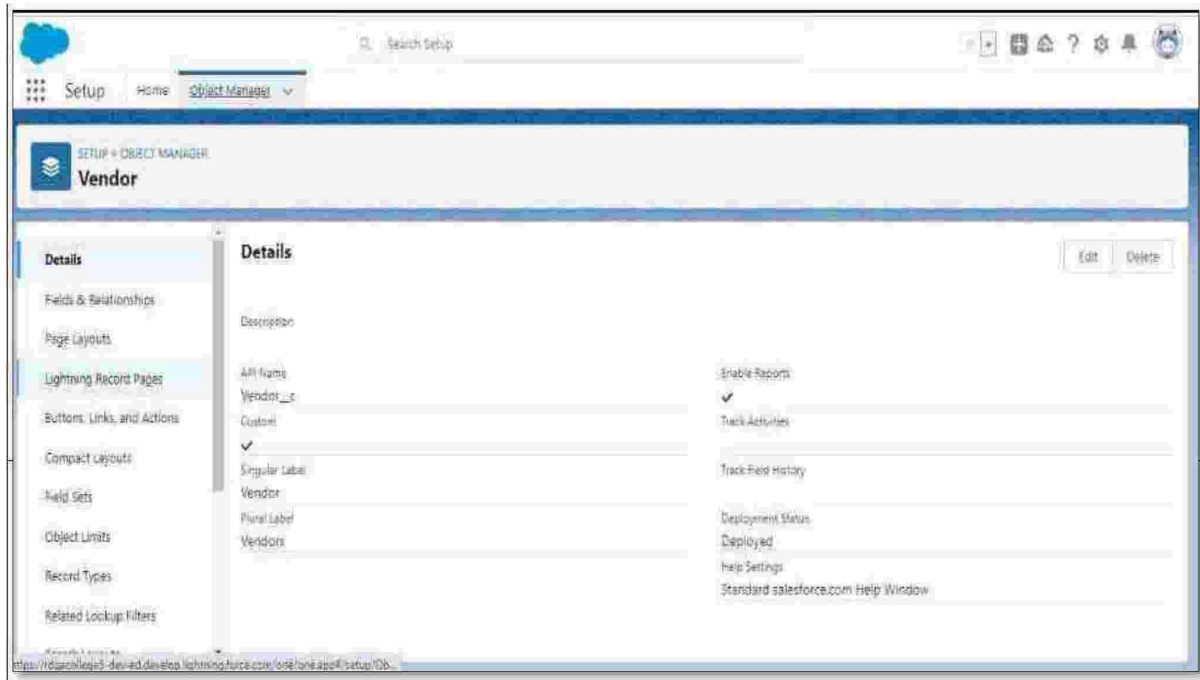 Search Setup
Setup Home Object Manager
SETUP > OBJECT MANAGER
Vendor
Details
Fields & Relationships
Page Layouts
Lightning Record Pages
Buttons, Links, and Actions
Compact Layouts
Field Sets
Object Limits
Record Types
Related Lookup Filters
Search Layouts
Details
Edit Delete
Description
API Name
Vendor__c
Custom
Singular Label
Vendor
Plural Label
Vendors
Enable Reports
Track Activities
Track Field History
Deployment Status
Deployed
Help Settings
Standard salesforce.com Help Window